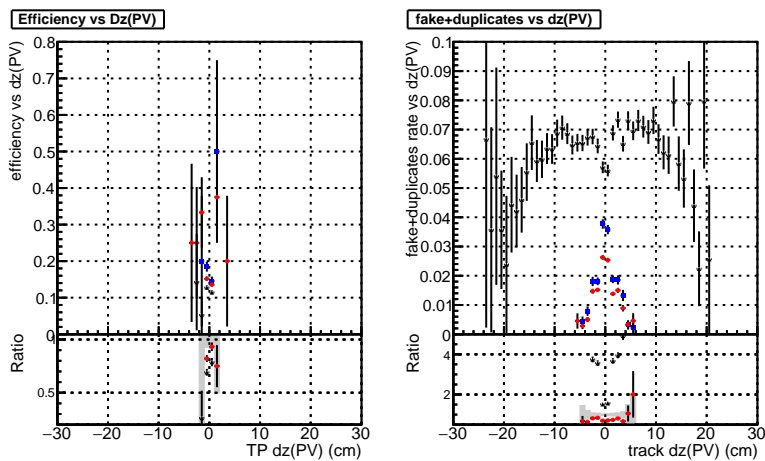 Efficiency vs Dz(PV)
efficiency vs dz(PV)
0.8
0.7
0.6
0.5
0.4
0.3
0.2
0.1
0
Ratio
1
0.5
−30 −20 −10 0 10 20 30
TP dz(PV) (cm)
fake+duplicates vs dz(PV)
fake+duplicates rate vs dz(PV)
0.1
0.09
0.08
0.07
0.06
0.05
0.04
0.03
0.02
0.01
0
Ratio
4
2
−30 −20 −10 0 10 20 30
track dz(PV) (cm)